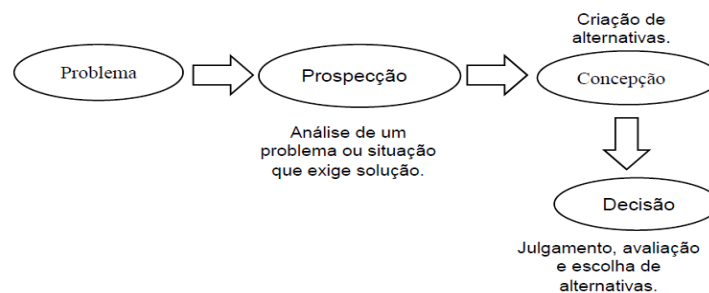 Problema
Prospecção
Análise de um
problema ou situação
que exige solução.
Criação de
alternativas.
Concepção
Decisão
Julgamento, avaliação
e escolha de
alternativas.